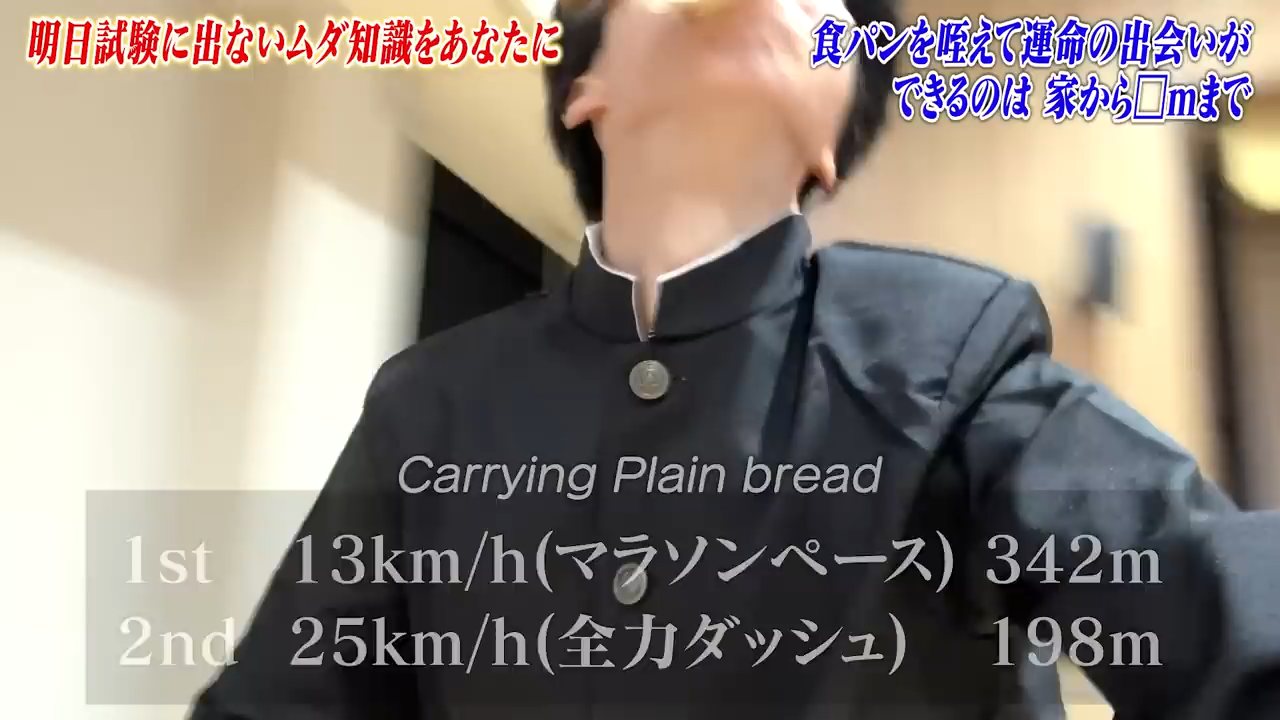 明日試験に出ないムダ知識をあなたに
食パンを咥えて運命の出会いが
できるのは 家から□mまで
Carrying Plain bread
1st 13km/h(マラソンペース) 342m
2nd 25km/h(全力ダッシュ) 198m